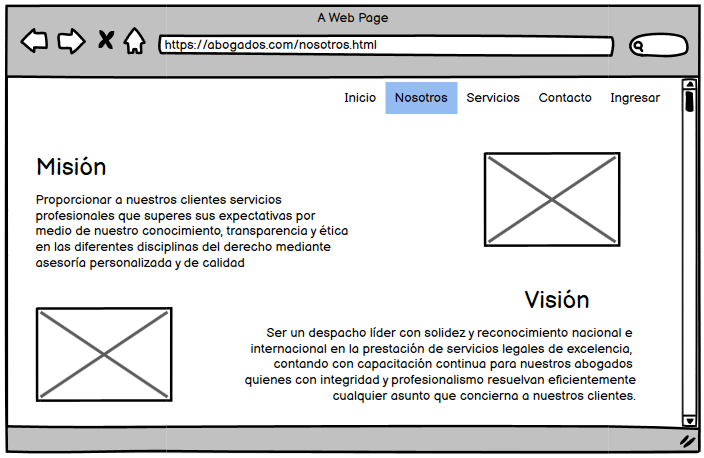 A Web Page
https://abogados.com/nosotros.html
Inicio Nosotros Servicios Contacto Ingresar
Misión
Proporcionar a nuestros clientes servicios
profesionales que superes sus expectativas por
medio de nuestro conocimiento, transparencia y ética
en las diferentes disciplinas del derecho mediante
asesoría personalizada y de calidad
Visión
Ser un despacho líder con solidez y reconocimiento nacional e
internacional en la prestación de servicios legales de excelencia,
contando con capacitación continua para nuestros abogados
quienes con integridad y profesionalismo resuelvan eficientemente
cualquier asunto que concierna a nuestros clientes.